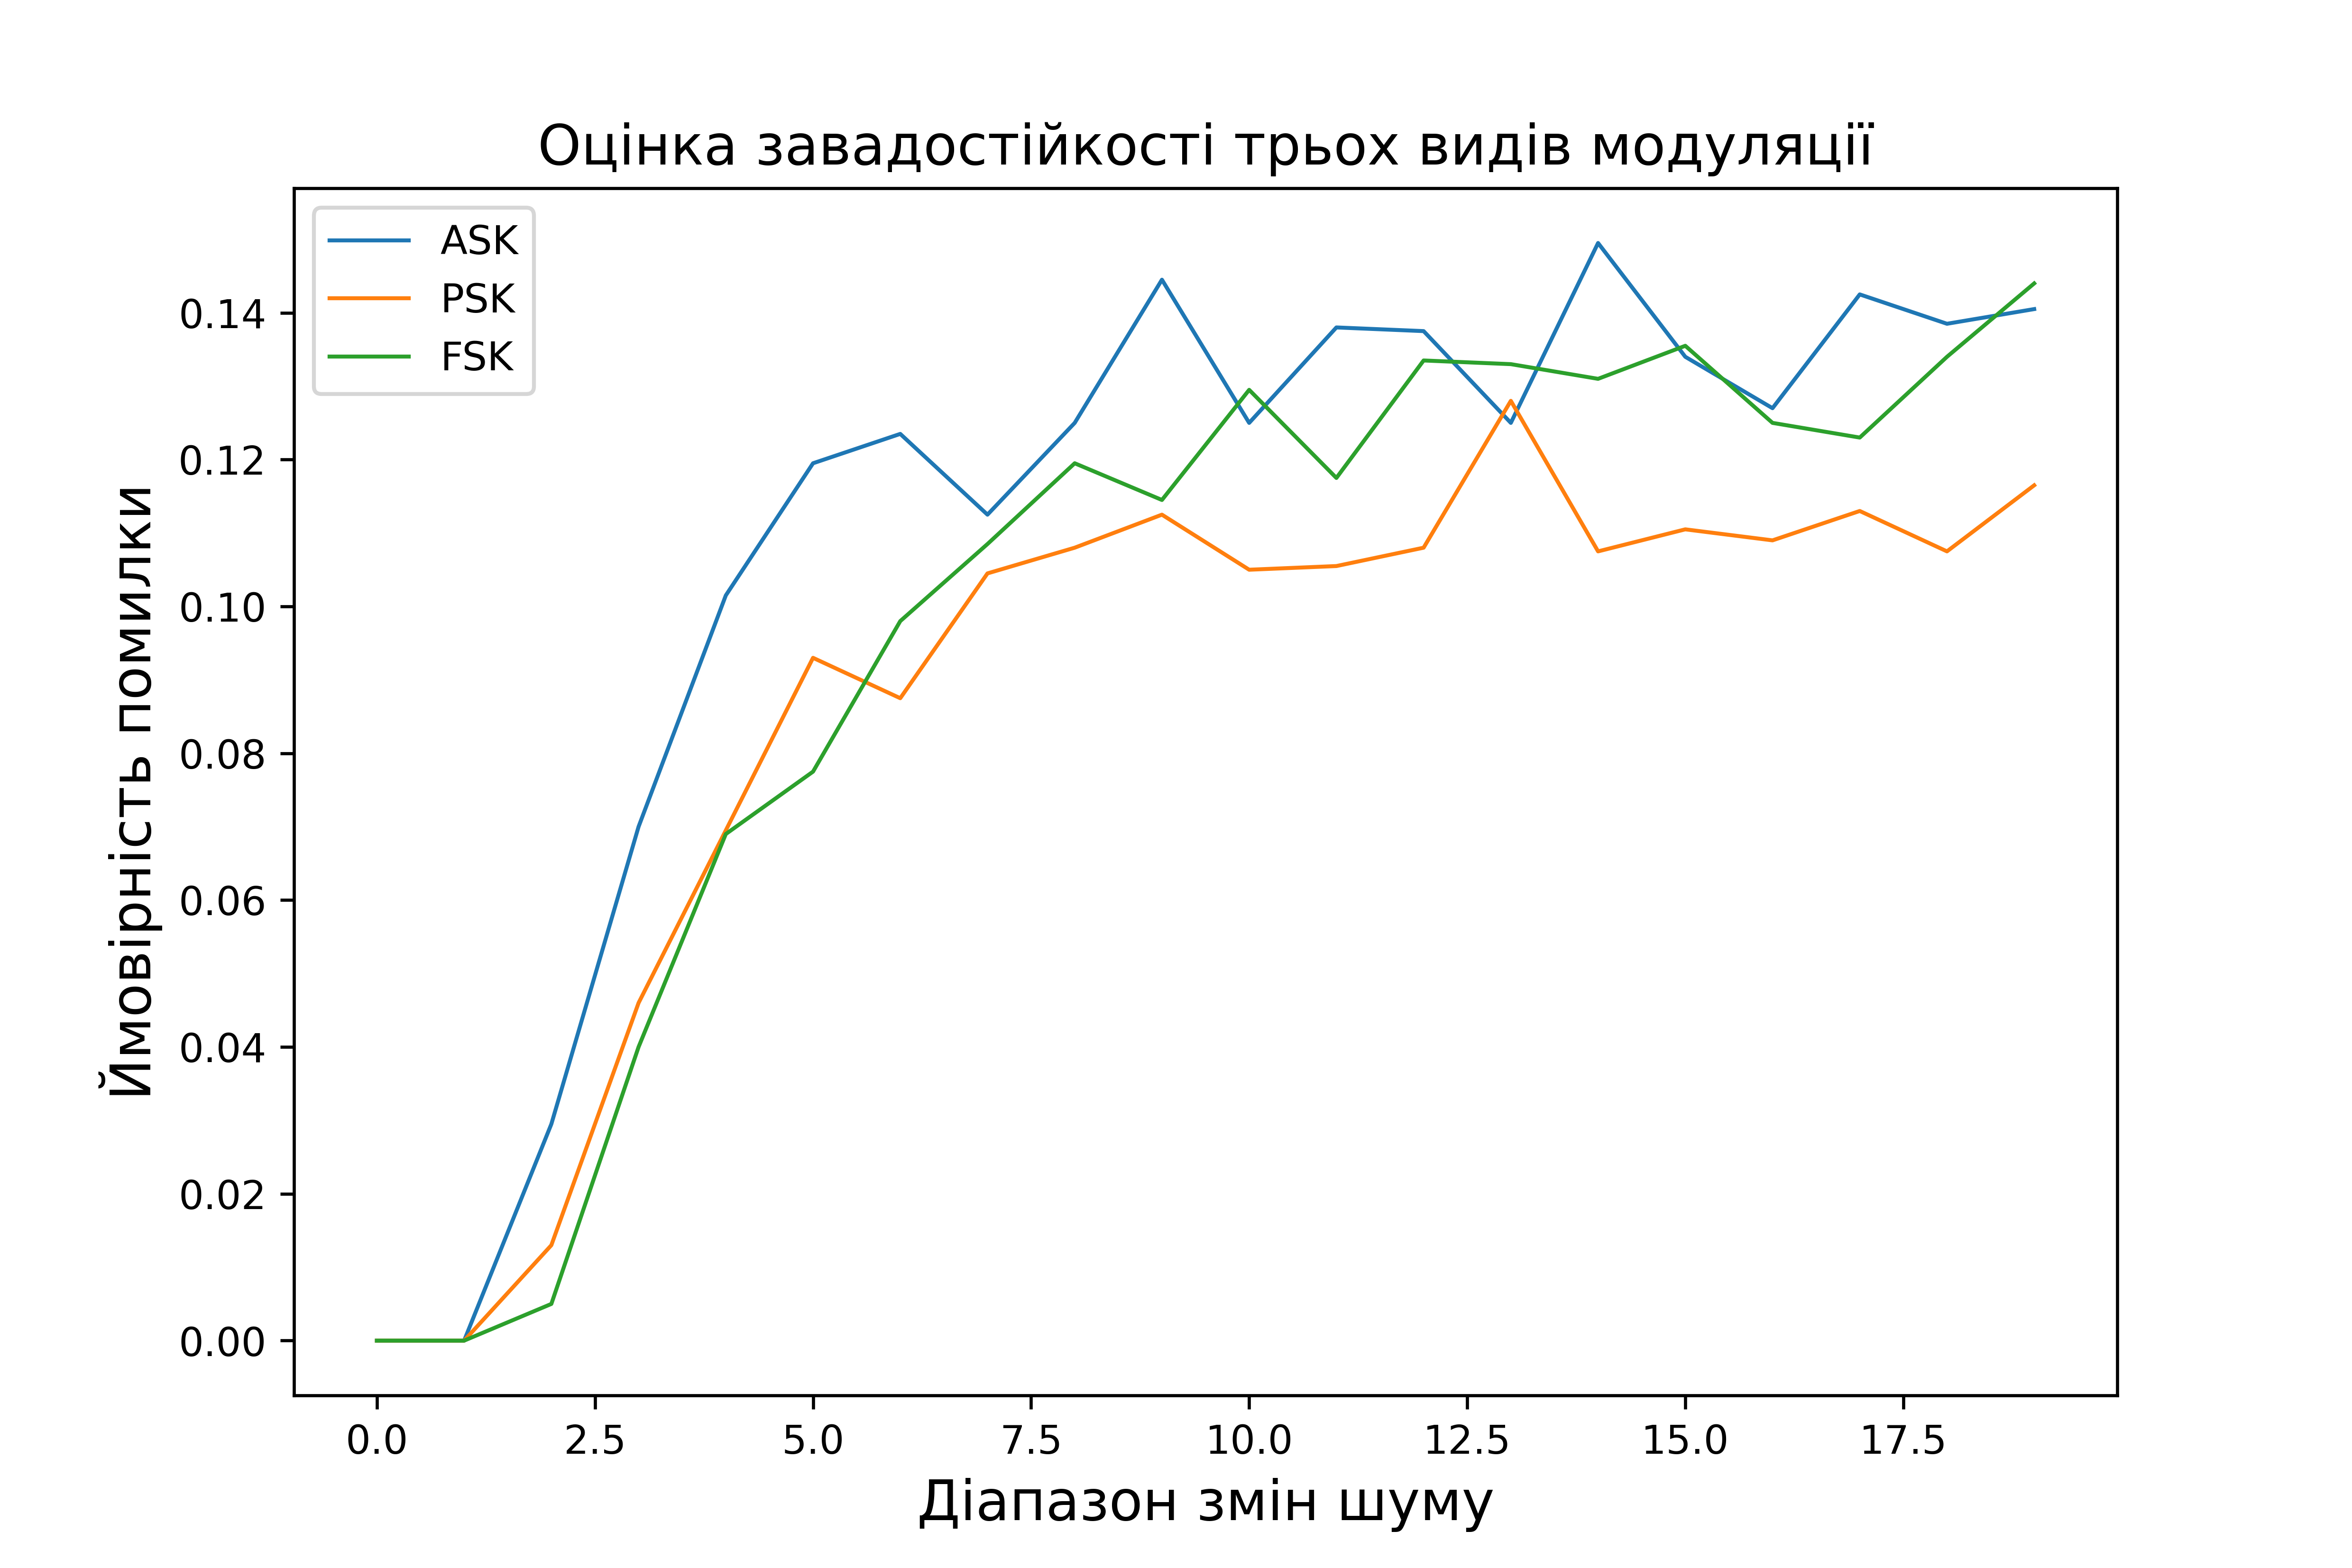 Оцінка завадостійкості трьох видів модуляції
ASK
PSK
FSK
Ймовірність помилки
0.14
0.12
0.10
0.08
0.06
0.04
0.02
0.00
0.0 2.5 5.0 7.5 10.0 12.5 15.0 17.5
Діапазон змін шуму